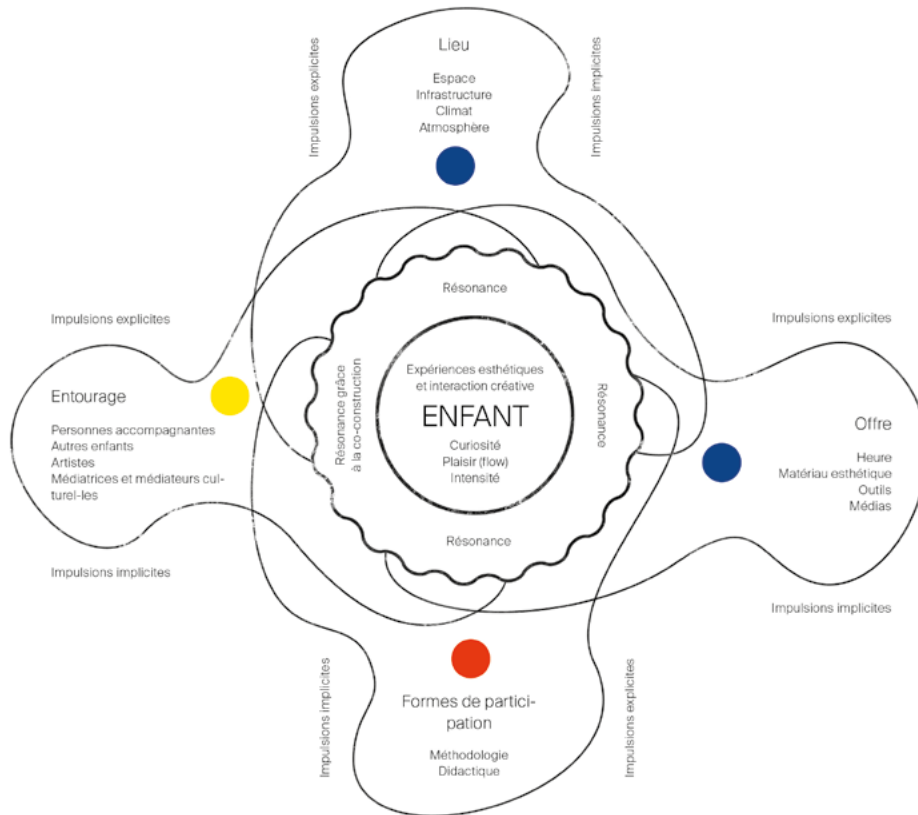 Lieu
Espace
Infrastructure
Climat
Atmosphère
Impulsions explicites
Impulsions implicites
Impulsions explicites
Entourage
Personnes accompagnantes
Autres enfants
Artistes
Médiatrices et médiateurs cul-
turel-les
Impulsions implicites
Résonance
Résonance grâce
à la co-construction
Expériences esthétiques
et interaction créative
ENFANT
Curiosité
Plaisir (flow)
Intensité
Résonance
Résonance
Impulsions explicites
Offre
Heure
Matériau esthétique
Outils
Médias
Impulsions implicites
Impulsions implicites
Formes de partici-
pation
Méthodologie
Didactique
Impulsions explicites